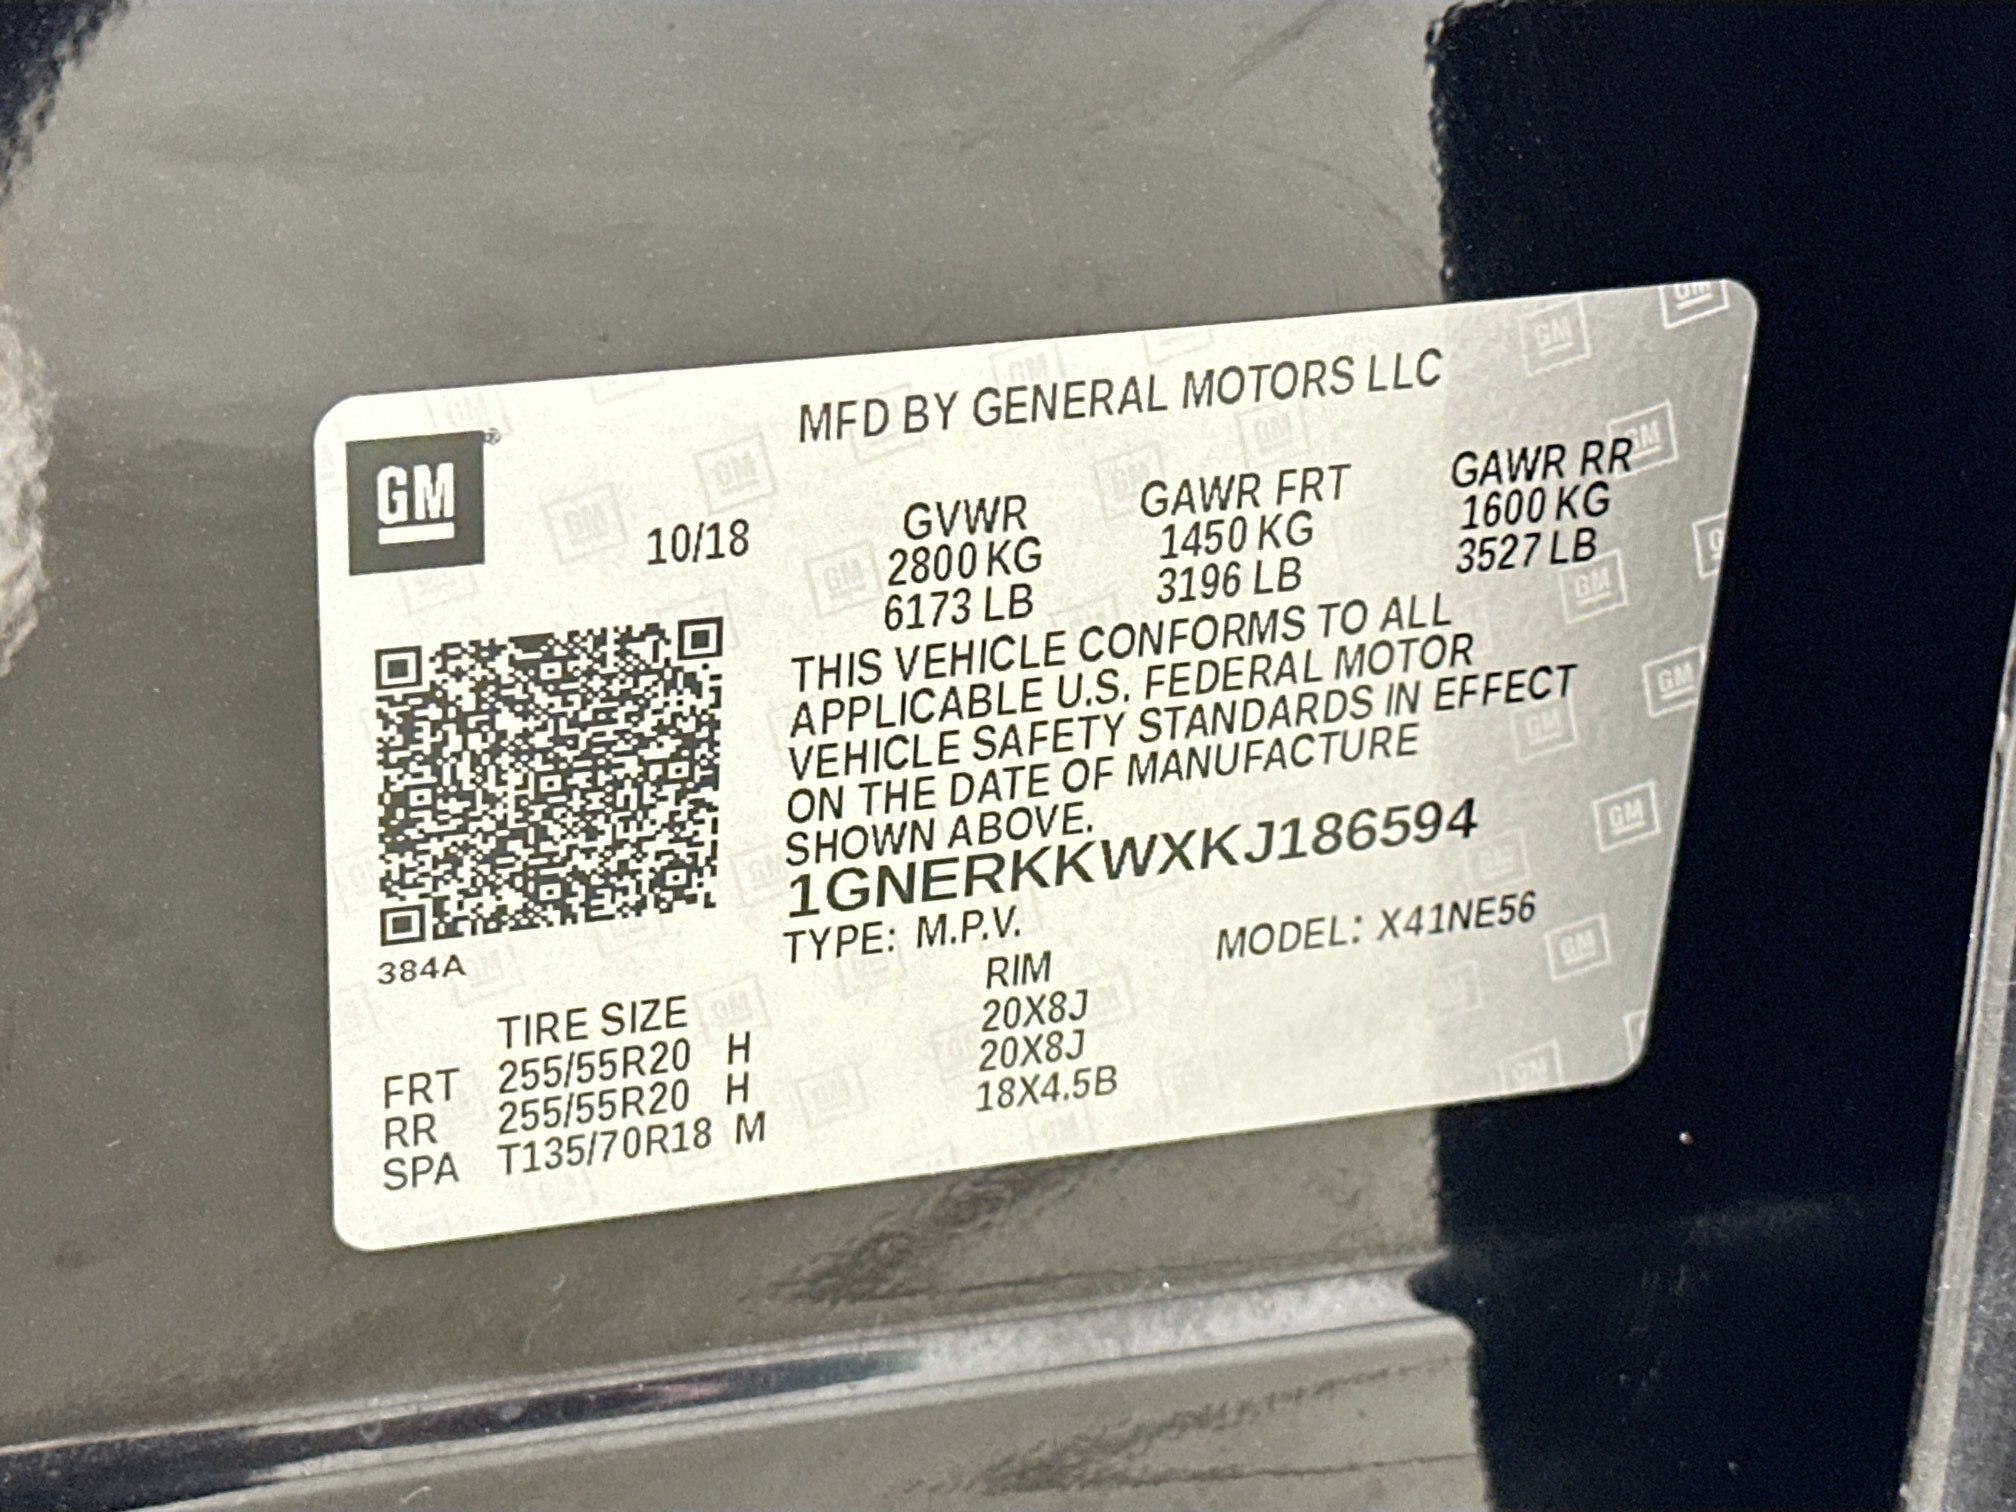 MFD BY GENERAL MOTORS LLC
GM
10/18
GVWR GAWR FRT GAWR RR
2800 KG 1450 KG 1600 KG
6173 LB 3196 LB 3527 LB
THIS VEHICLE CONFORMS TO ALL
APPLICABLE U.S. FEDERAL MOTOR
VEHICLE SAFETY STANDARDS IN EFFECT
ON THE DATE OF MANUFACTURE
SHOWN ABOVE.
1GNERKKWXKJ186594
TYPE: M.P.V. MODEL: X41NE56
384A
TIRE SIZE RIM
FRT 255/55R20 H 20X8J
RR 255/55R20 H 20X8J
SPA T135/70R18 M 18X4.5B